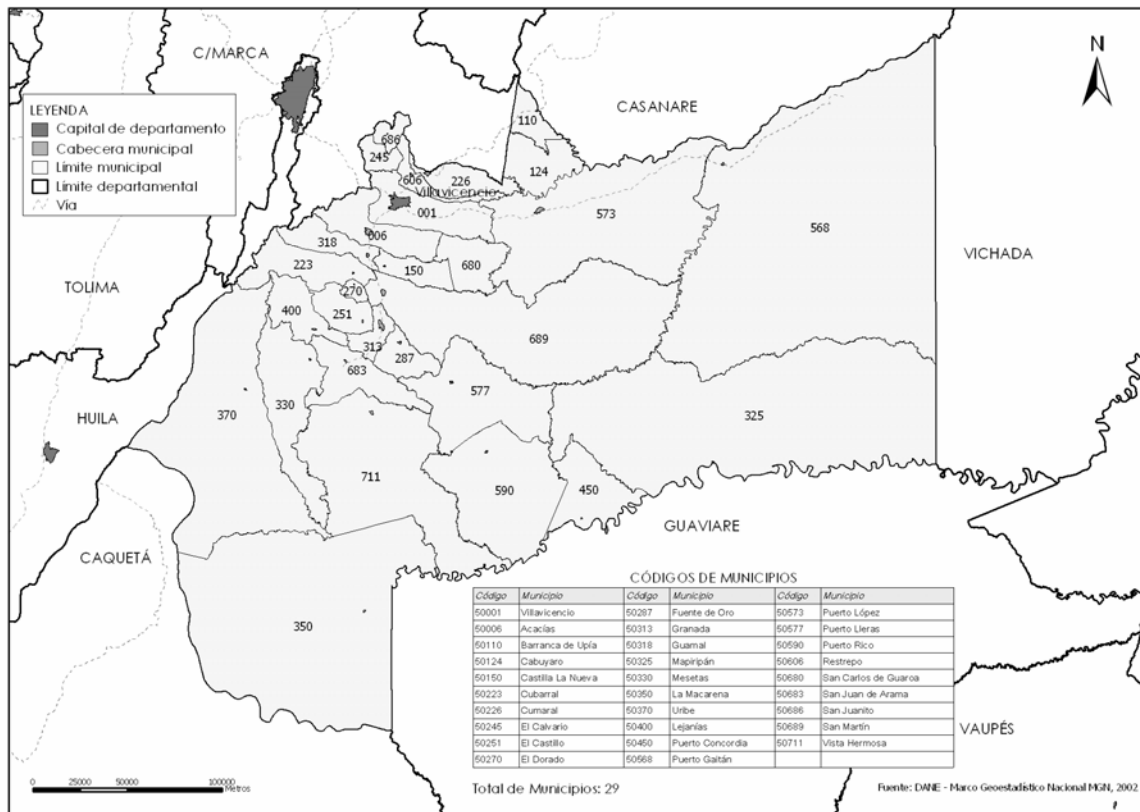 C/MARCA
N
LEYENDA
Capital de departamento
Cabecera municipal
Límite municipal
Límite departamental
Vía
CASANARE
110
686
245
124
606
226
Villavicencio
001
573
568
318
006
VICHADA
223
150
680
TOLIMA
270
400
251
689
313
287
683
577
HUILA
370
330
325
711
590
450
GUAVIARE
CAQUETÁ
350
VAUPÉS
CÓDIGOS DE MUNICIPIOS
Código Municipio Código Municipio Código Municipio
50001 Villavicencio 50287 Fuente de Oro 50573 Puerto López
50006 Acacías 50313 Granada 50577 Puerto Lleras
50110 Barranca de Upía 50318 Guamal 50590 Puerto Rico
50124 Cabuyaro 50325 Mapiripán 50606 Restrepo
50150 Castilla La Nueva 50330 Mesetas 50680 San Carlos de Guaroa
50223 Cubarral 50350 La Macarena 50683 San Juan de Arama
50226 Cumaral 50370 Uribe 50686 San Juanito
50245 El Calvario 50400 Lejanías 50689 San Martín
50251 El Castillo 50450 Puerto Concordia 50711 Vista Hermosa
50270 El Dorado 50568 Puerto Gaitán
0 25000 50000 100000
Metros
Total de Municipios: 29
Fuente: DANE - Marco Geoestadístico Nacional MGN, 2002